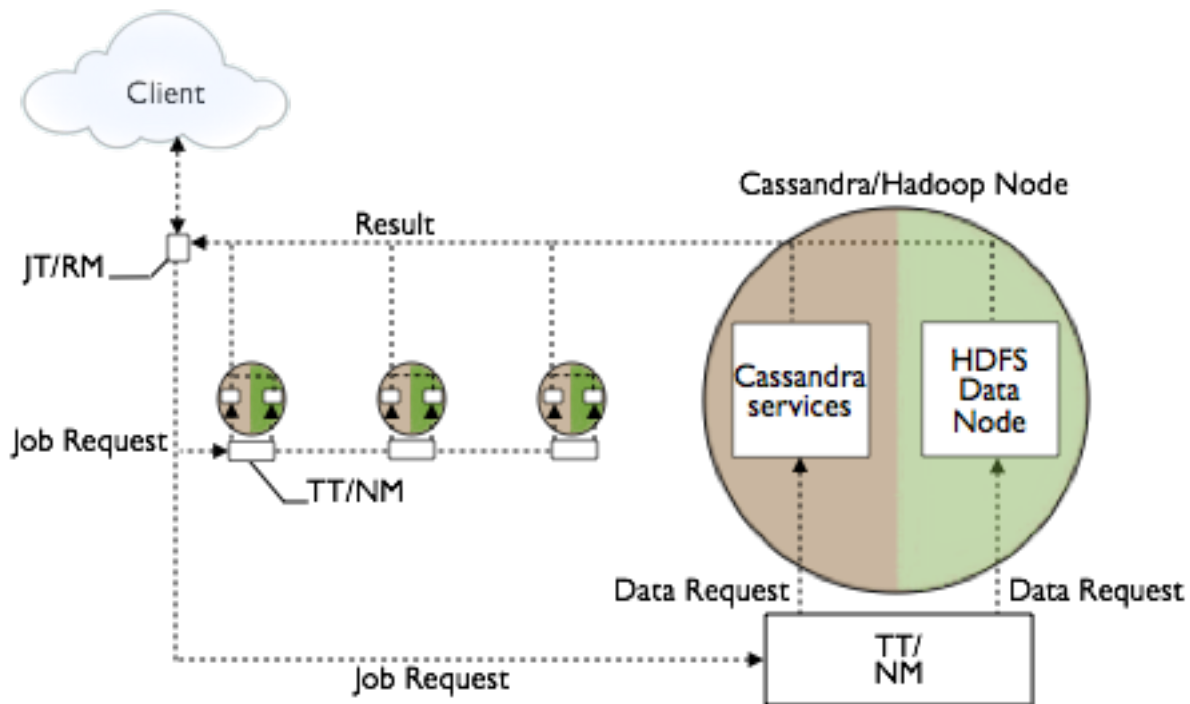 Client
Cassandra/Hadoop Node
Result
JT/RM
Cassandra
services
HDFS
Data
Node
Job Request
TT/NM
Data Request
Data Request
TT/
NM
Job Request